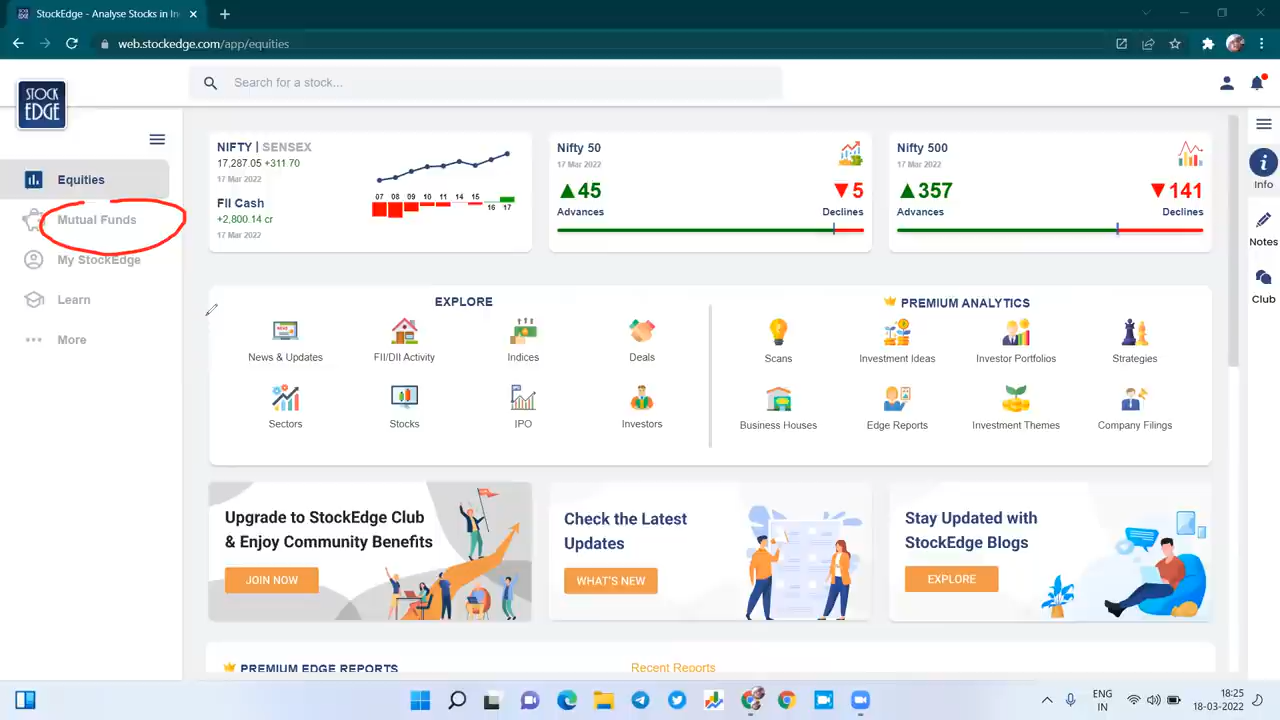 StockEdge - Analyse Stocks in In
web.stockedge.com/app/equities
STOCK
EDGE
Search for a stock...
Equities
Mutual Funds
My StockEdge
Learn
More
NIFTY | SENSEX
17,287.05 +311.70
17 Mar 2022
FII Cash
+2,800.14 cr
17 Mar 2022
07 08 09 10 11 14 15
16 17
Nifty 50
17 Mar 2022
▲45
▼5
Advances
Declines
Nifty 500
17 Mar 2022
▲357
▼141
Advances
Declines
Info
Notes
Club
EXPLORE
News & Updates
FII/DII Activity
Indices
Deals
Sectors
Stocks
IPO
Investors
PREMIUM ANALYTICS
Scans
Investment Ideas
Investor Portfolios
Strategies
Business Houses
Edge Reports
Investment Themes
Company Filings
Upgrade to StockEdge Club
& Enjoy Community Benefits
JOIN NOW
Check the Latest
Updates
WHAT'S NEW
Stay Updated with
StockEdge Blogs
EXPLORE
PREMIUM EDGE REPORTS
Recent Reports
ENG
IN
18:25
18-03-2022